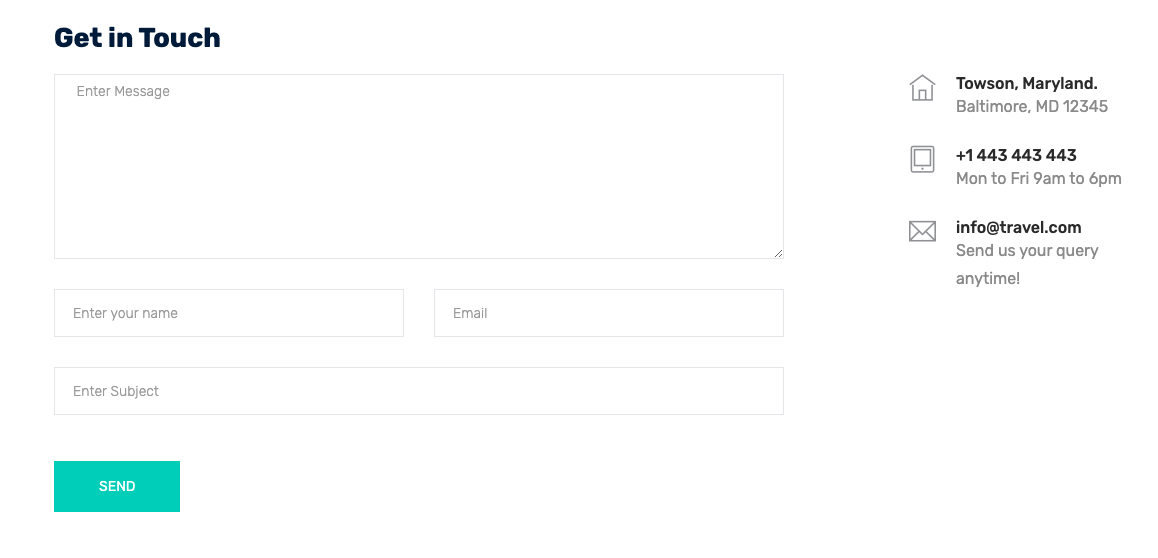 Get in Touch
Enter Message
Enter your name
Email
Enter Subject
SEND
Towson, Maryland.
Baltimore, MD 12345
+1 443 443 443
Mon to Fri 9am to 6pm
info@travel.com
Send us your query
anytime!